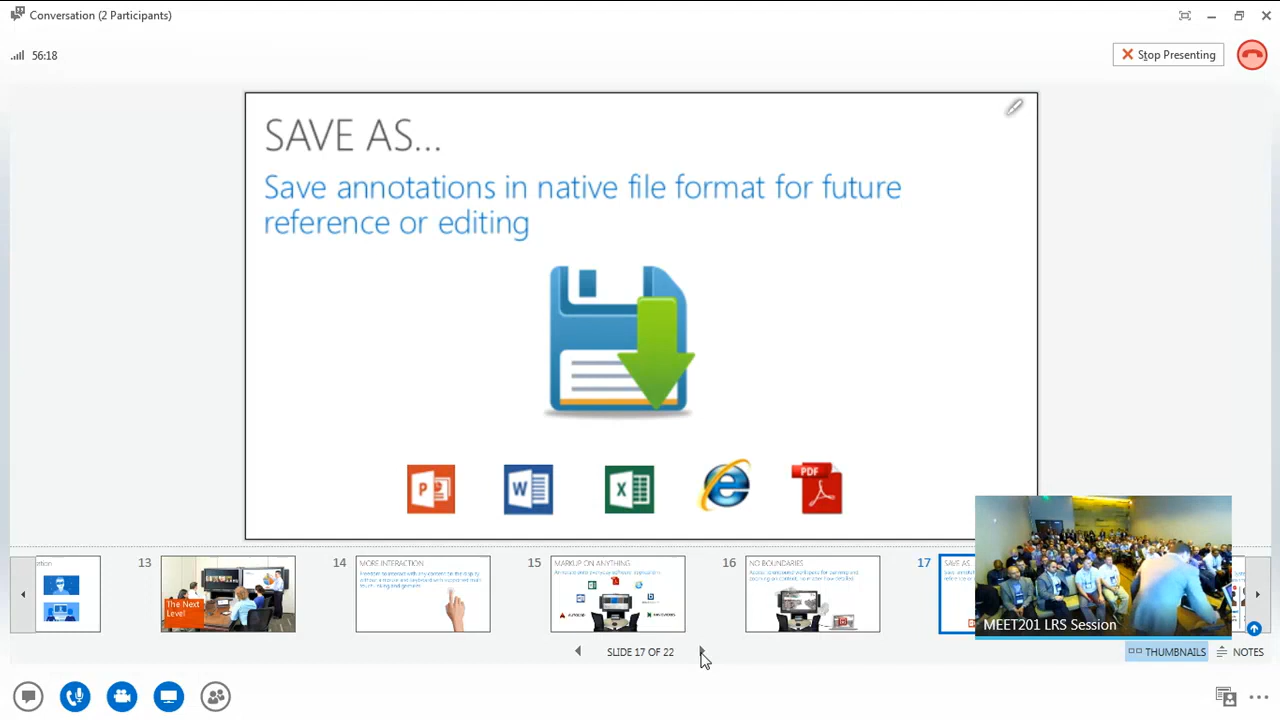 Conversation (2 Participants)
56:18
Stop Presenting
SAVE AS...
Save annotations in native file format for future
reference or editing
P
W
X
PDF
13
The Next
Level
14
MORE INTERACTION
15
MARKUP ON ANYTHING
16
NO BOUNDARIES
17
SAVE AS...
MEET201 LRS Session
SLIDE 17 OF 22
THUMBNAILS
NOTES